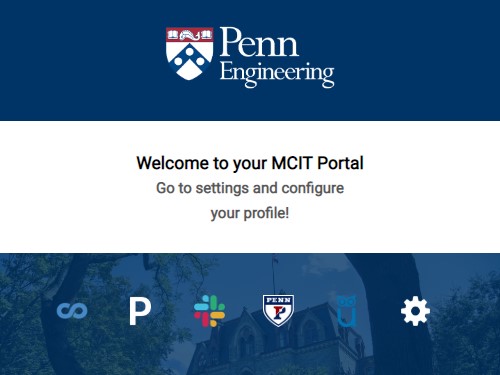 Penn
Engineering
Welcome to your MCIT Portal
Go to settings and configure
your profile!
P
PENN
P